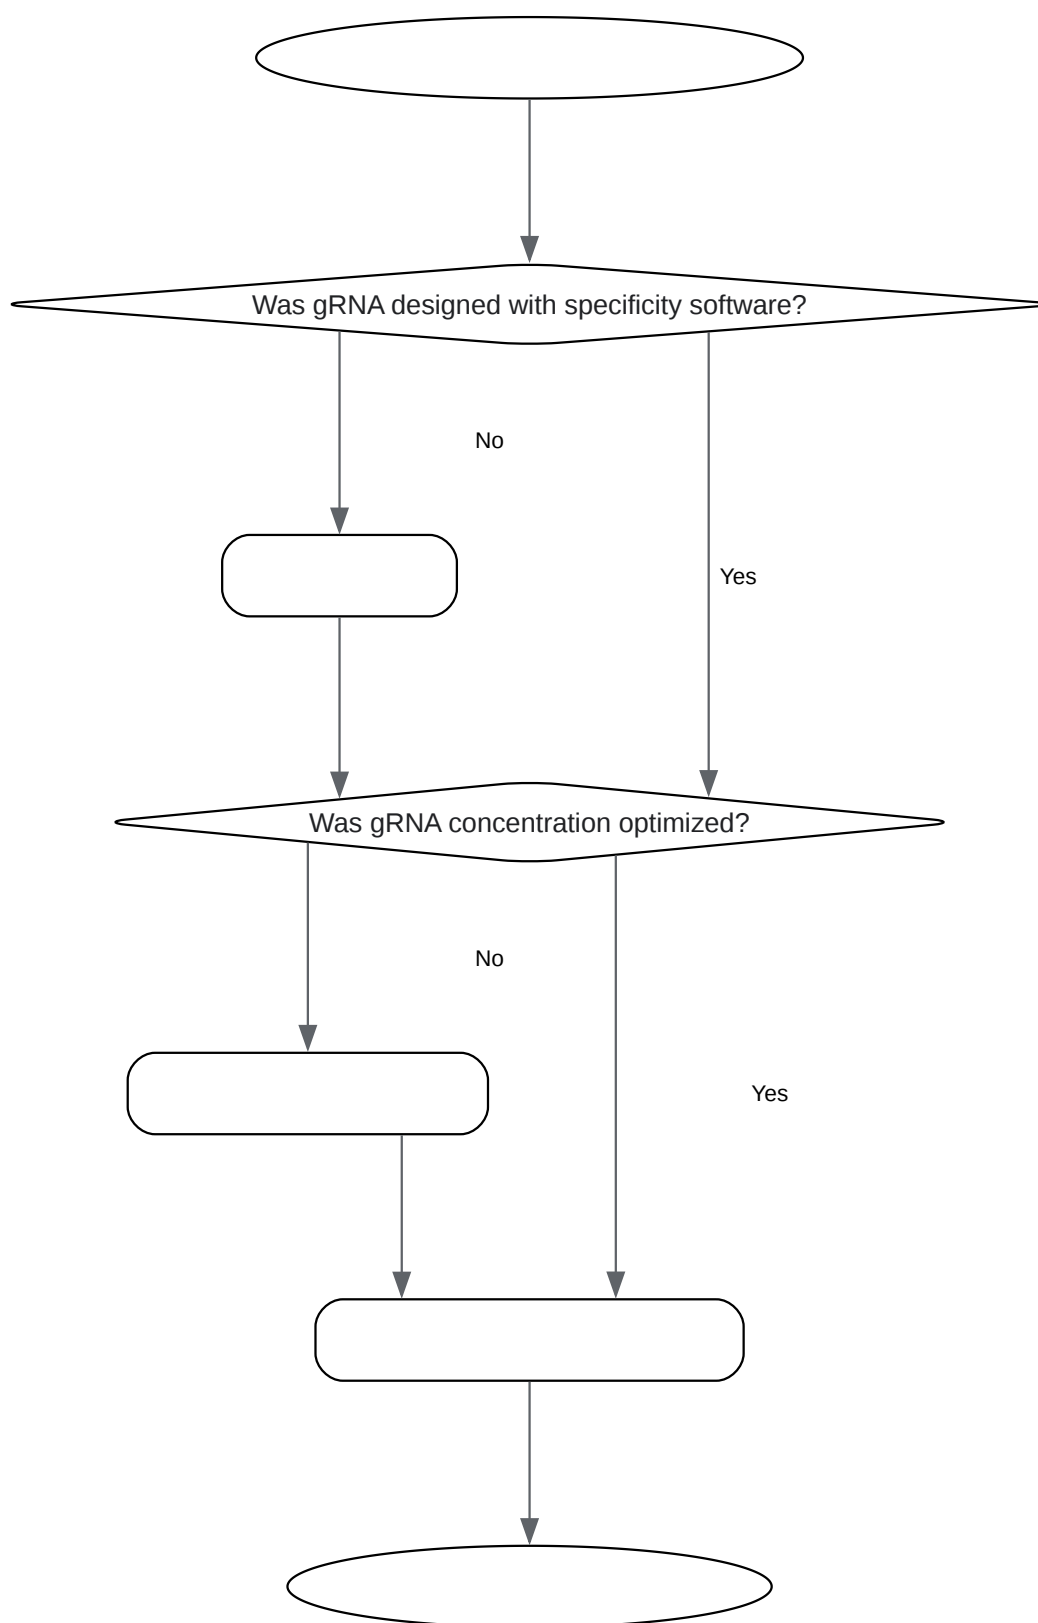 Was gRNA designed with specificity software?
No
Yes
Was gRNA concentration optimized?
No
Yes